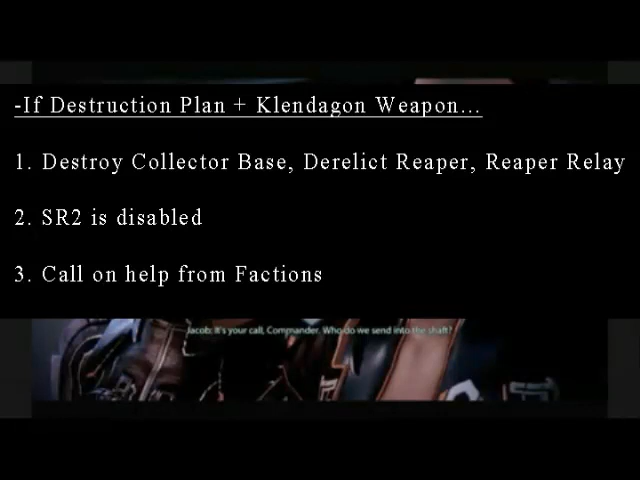 -If Destruction Plan + Klendagon Weapon...
1. Destroy Collector Base, Derelict Reaper, Reaper Relay
2. SR2 is disabled
3. Call on help from Factions
Jacob: It's your call, Commander. Who do we send into the shaft?